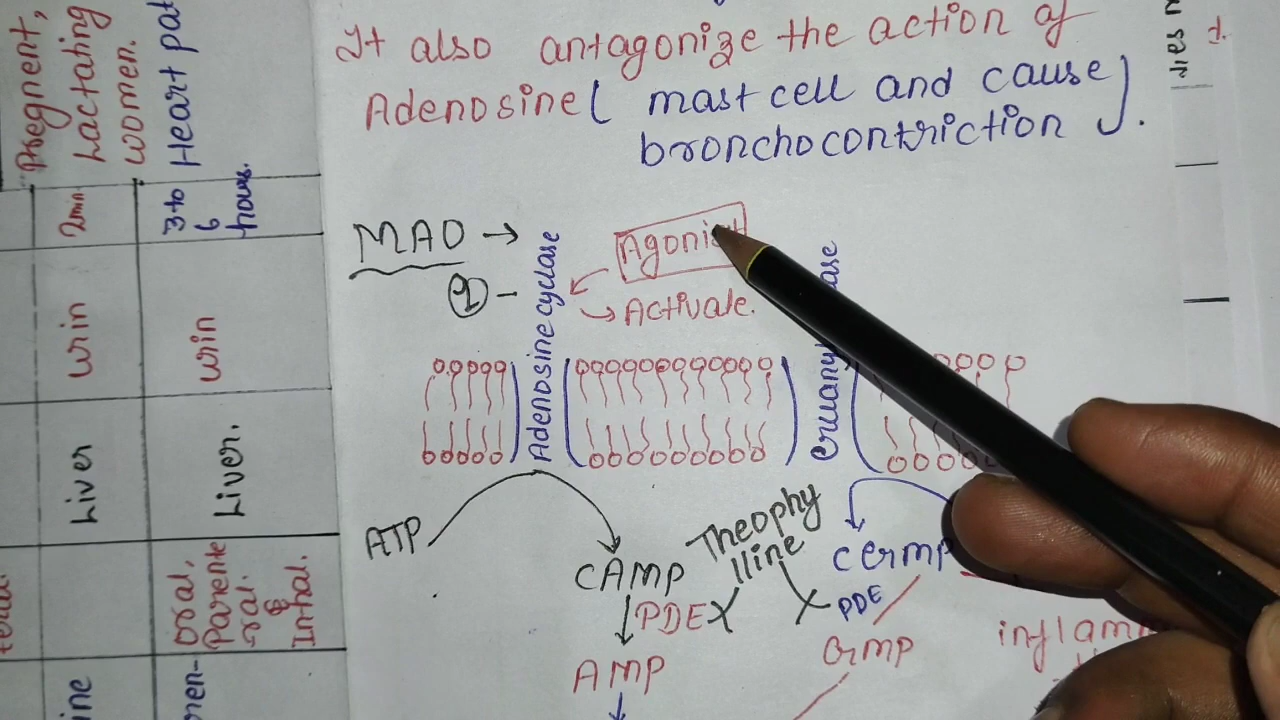 It also antagonize the action of
Adenosine ( mast cell and cause
bronchocontriction ).
MAO →
Agonist
② -
→ Activate.
Adenosine cyclase
ATP
CAMP
Theophy
lline
CGMP
PDE
PDE
AMP
GMP
Pregnent,
Lactating
women.
Heart pat
2min
3 to
6
hours.
urin
urin
Liver
Liver.
oral,
Parente
ral.
&
Inhal.
ine